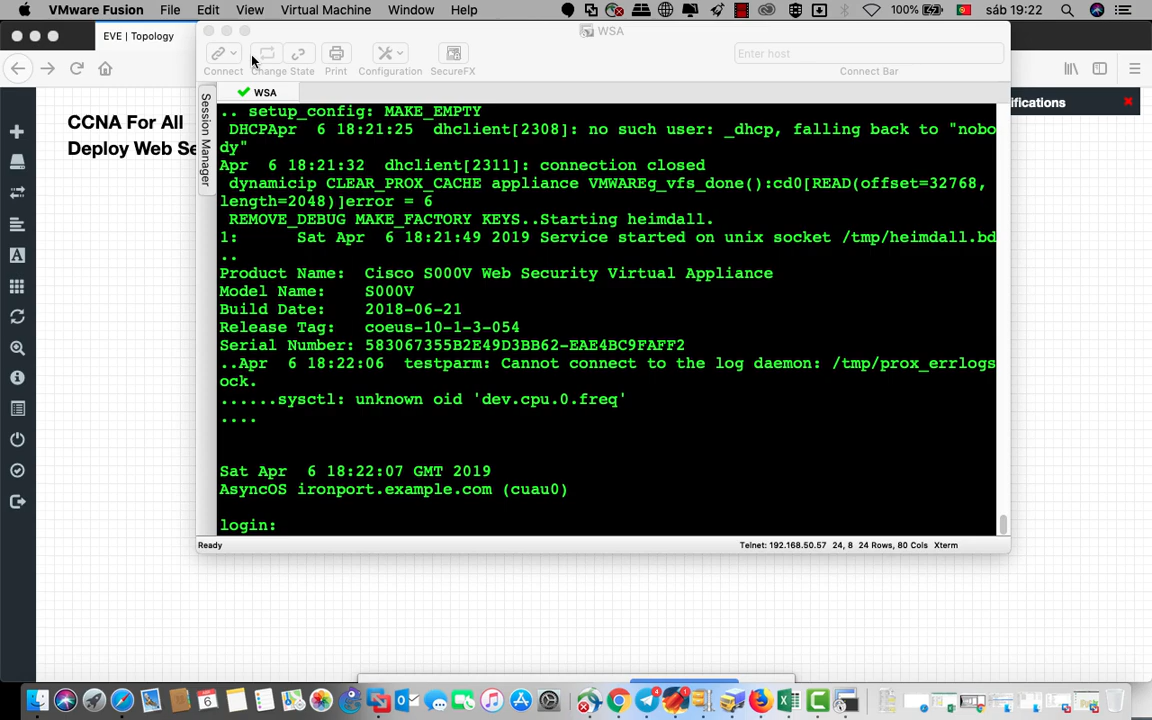 VMware Fusion File Edit View Virtual Machine Window Help 100% sáb 19:22
EVE | Topology
WSA
Connect Change State Print Configuration SecureFX Enter host Connect Bar
WSA
Session Manager
ifications
CCNA For All
Deploy Web Se
.. setup_config: MAKE_EMPTY
DHCPApr 6 18:21:25 dhclient[2308]: no such user: _dhcp, falling back to "nobo
dy"
Apr 6 18:21:32 dhclient[2311]: connection closed
dynamicip CLEAR_PROX_CACHE appliance VMWAREg_vfs_done():cd0[READ(offset=32768,
length=2048)]error = 6
REMOVE_DEBUG MAKE_FACTORY KEYS..Starting heimdall.
1: Sat Apr 6 18:21:49 2019 Service started on unix socket /tmp/heimdall.bd
..
Product Name: Cisco S000V Web Security Virtual Appliance
Model Name: S000V
Build Date: 2018-06-21
Release Tag: coeus-10-1-3-054
Serial Number: 583067355B2E49D3BB62-EAE4BC9FAFF2
..Apr 6 18:22:06 testparm: Cannot connect to the log daemon: /tmp/prox_errlogs
ock.
......sysctl: unknown oid 'dev.cpu.0.freq'
....
Sat Apr 6 18:22:07 GMT 2019
AsyncOS ironport.example.com (cuau0)
login:
Ready Telnet: 192.168.50.57 24, 8 24 Rows, 80 Cols Xterm